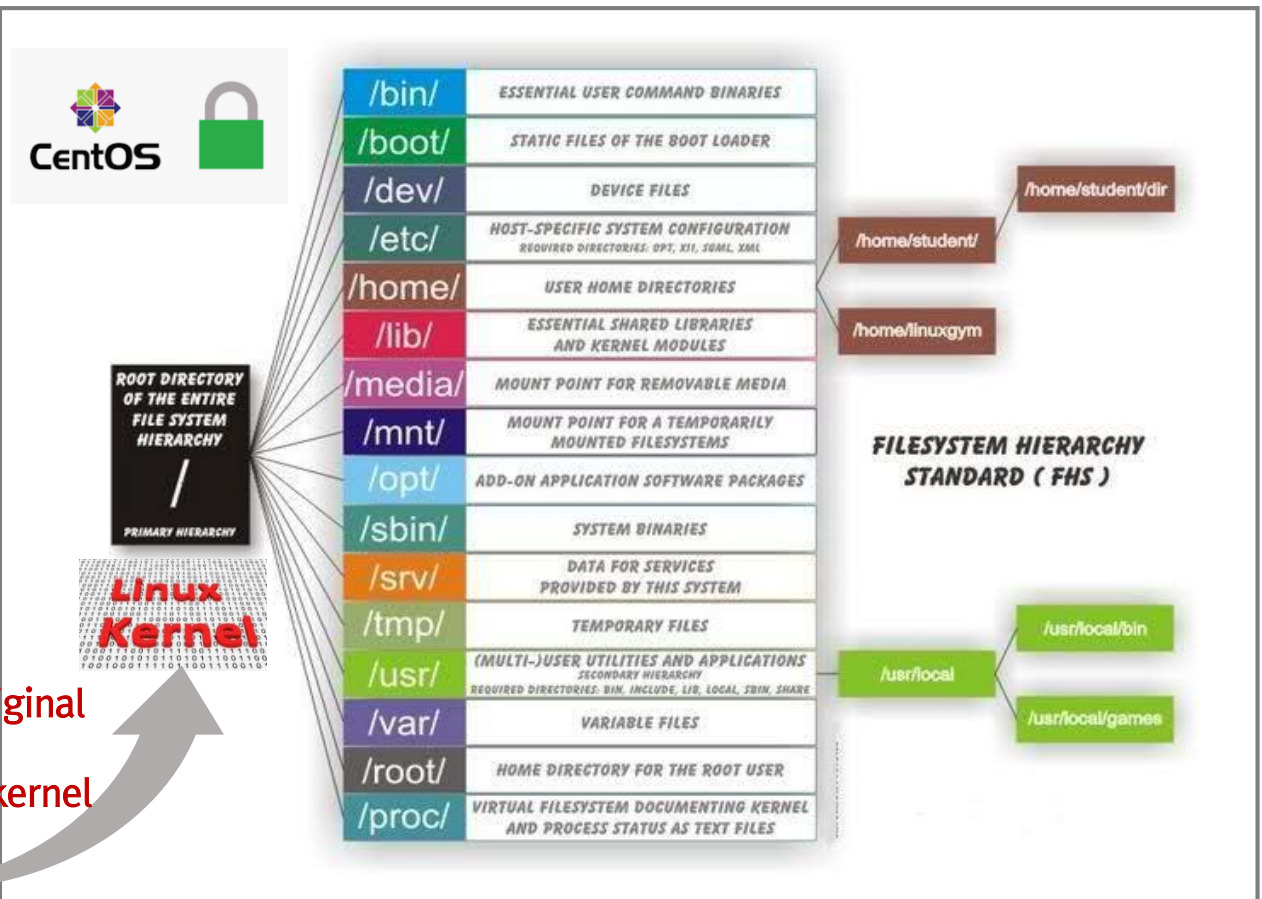 CentOS
ROOT DIRECTORY
OF THE ENTIRE
FILE SYSTEM
HIERARCHY
/
PRIMARY HIERARCHY
Linux
Kernel
ginal
kernel
/bin/
ESSENTIAL USER COMMAND BINARIES
/boot/
STATIC FILES OF THE BOOT LOADER
/dev/
DEVICE FILES
/etc/
HOST-SPECIFIC SYSTEM CONFIGURATION
REQUIRED DIRECTORIES: OPT, XII, SGML, XML
/home/
USER HOME DIRECTORIES
/lib/
ESSENTIAL SHARED LIBRARIES
AND KERNEL MODULES
/media/
MOUNT POINT FOR REMOVABLE MEDIA
/mnt/
MOUNT POINT FOR A TEMPORARILY
MOUNTED FILESYSTEMS
/opt/
ADD-ON APPLICATION SOFTWARE PACKAGES
/sbin/
SYSTEM BINARIES
/srv/
DATA FOR SERVICES
PROVIDED BY THIS SYSTEM
/tmp/
TEMPORARY FILES
/usr/
(MULTI-)USER UTILITIES AND APPLICATIONS
SECONDARY HIERARCHY
REQUIRED DIRECTORIES: BIN, INCLUDE, LIB, LOCAL, SBIN, SHARE
/var/
VARIABLE FILES
/root/
HOME DIRECTORY FOR THE ROOT USER
/proc/
VIRTUAL FILESYSTEM DOCUMENTING KERNEL
AND PROCESS STATUS AS TEXT FILES
/home/student/
/home/student/dir
/home/linuxgym
FILESYSTEM HIERARCHY
STANDARD ( FHS )
/usr/local
/usr/local/bin
/usr/local/games